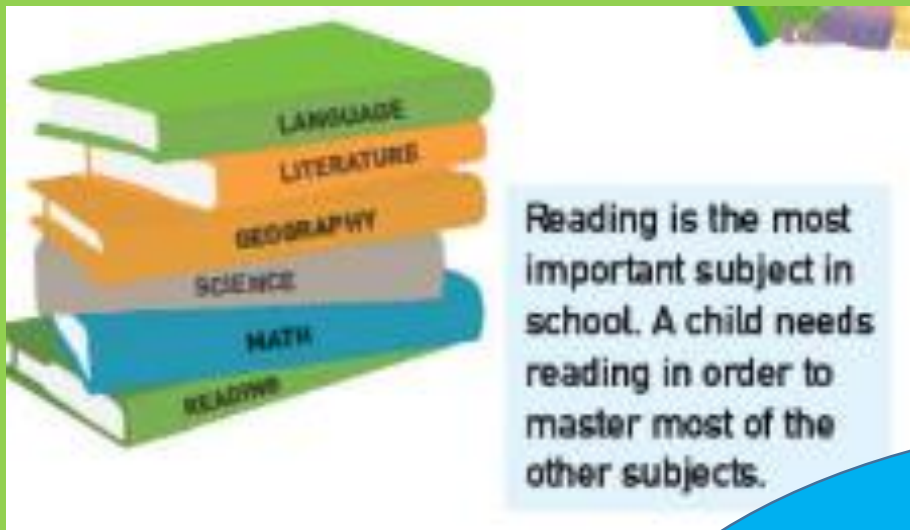 LANGUAGE
LITERATURE
GEOGRAPHY
SCIENCE
MATH
READING
Reading is the most
important subject in
school. A child needs
reading in order to
master most of the
other subjects.